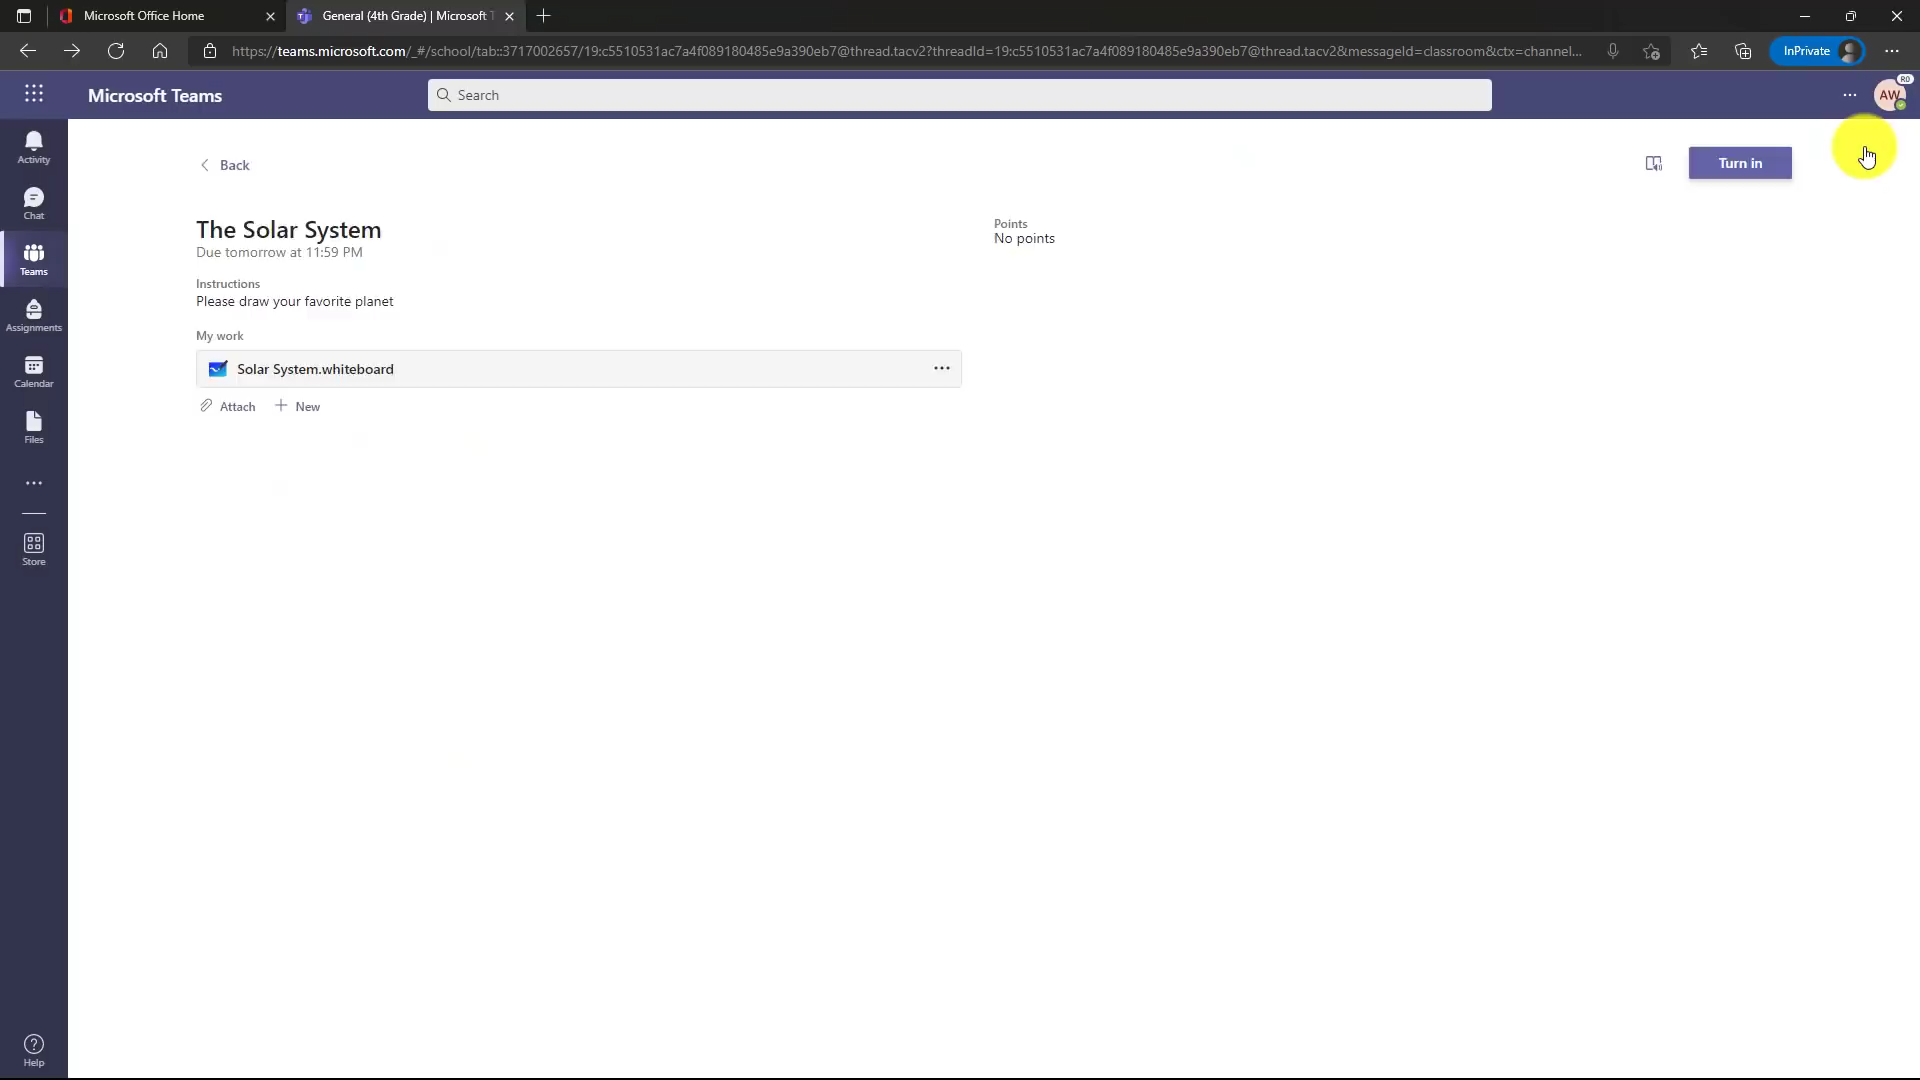 Microsoft Office Home
General (4th Grade) | Microsoft T
https://teams.microsoft.com/_#/school/tab::3717002657/19:c5510531ac7a4f089180485e9a390eb7@thread.tacv2?threadId=19:c5510531ac7a4f089180485e9a390eb7@thread.tacv2&messageId=classroom&ctx=channel...
InPrivate
Microsoft Teams
Search
RO
AW
Activity
Chat
Teams
Assignments
Calendar
Files
Store
Help
Back
Turn in
The Solar System
Due tomorrow at 11:59 PM
Points
No points
Instructions
Please draw your favorite planet
My work
Solar System.whiteboard
Attach
New